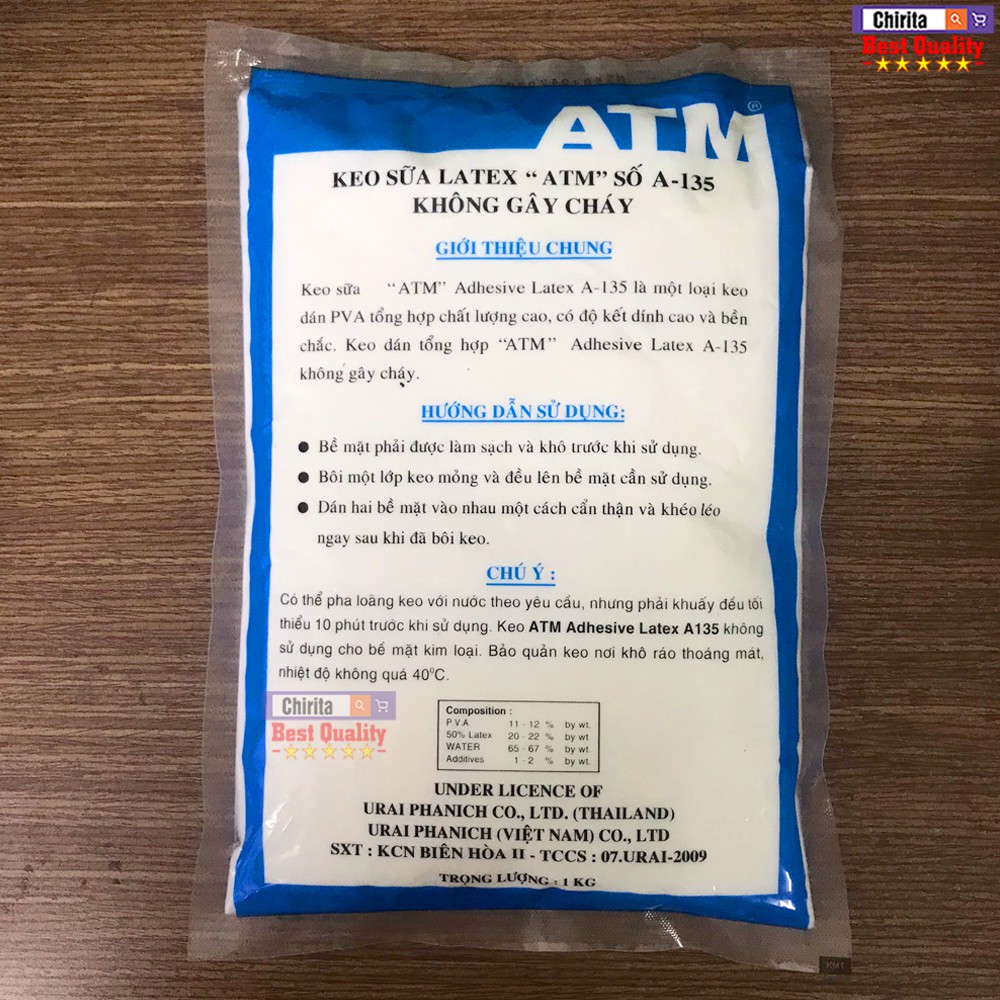 Chirita
Best Quality
ATM®
KEO SỮA LATEX “ ATM” SỐ A-135
KHÔNG GÂY CHÁY
GIỚI THIỆU CHUNG
Keo sữa “ATM” Adhesive Latex A-135 là một loại keo
dán PVA tổng hợp chất lượng cao, có độ kết dính cao và bền
chắc. Keo dán tổng hợp “ATM” Adhesive Latex A-135
không gây cháy.
HƯỚNG DẪN SỬ DỤNG:
● Bề mặt phải được làm sạch và khô trước khi sử dụng.
● Bôi một lớp keo mỏng và đều lên bề mặt cần sử dụng.
● Dán hai bề mặt vào nhau một cách cẩn thận và khéo léo
ngay sau khi đã bôi keo.
CHÚ Ý :
Có thể pha loãng keo với nước theo yêu cầu, nhưng phải khuấy đều tối
thiểu 10 phút trước khi sử dụng. Keo ATM Adhesive Latex A135 không
sử dụng cho bề mặt kim loại. Bảo quản keo nơi khô ráo thoáng mát,
nhiệt độ không quá 40°C.
Chirita
Best Quality
Composition :
P.V.A 11 - 12 % by wt.
50% Latex 20 - 22 % by wt.
WATER 65 - 67 % by wt.
Additives 1 - 2 % by wt.
UNDER LICENCE OF
URAI PHANICH CO., LTD. (THAILAND)
URAI PHANICH (VIỆT NAM) CO., LTD
SXT : KCN BIÊN HÒA II - TCCS : 07.URAI-2009
TRỌNG LƯỢNG : 1 KG
KMT